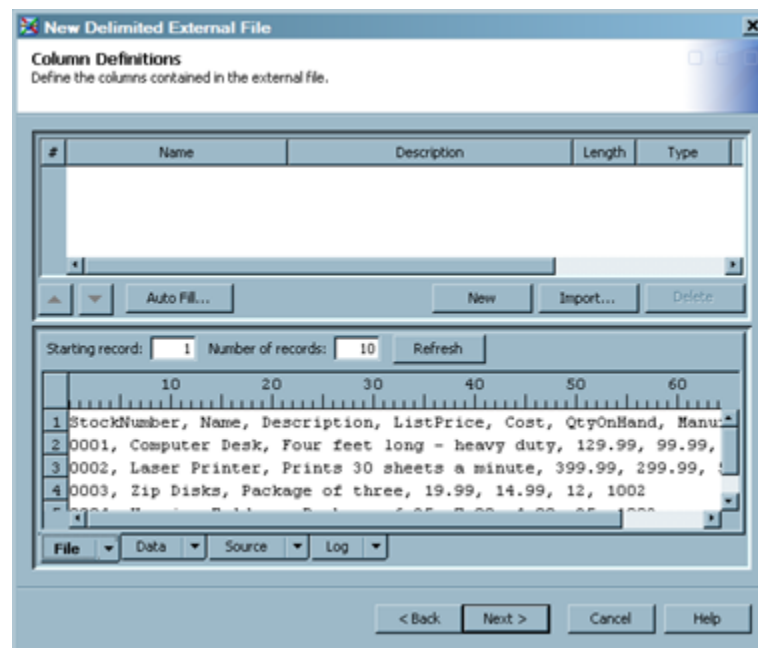 New Delimited External File
Column Definitions
Define the columns contained in the external file.
# Name Description Length Type
Auto Fill... New Import... Delete
Starting record: 1 Number of records: 10 Refresh
10 20 30 40 50 60
1 StockNumber, Name, Description, ListPrice, Cost, QtyOnHand,
2 0001, Computer Desk, Four feet long - heavy duty, 129.99, 99.99,
3 0002, Laser Printer, Prints 30 sheets a minute, 399.99, 299.99,
4 0003, Zip Disks, Package of three, 19.99, 14.99, 12, 1002
File Data Source Log
< Back Next > Cancel Help